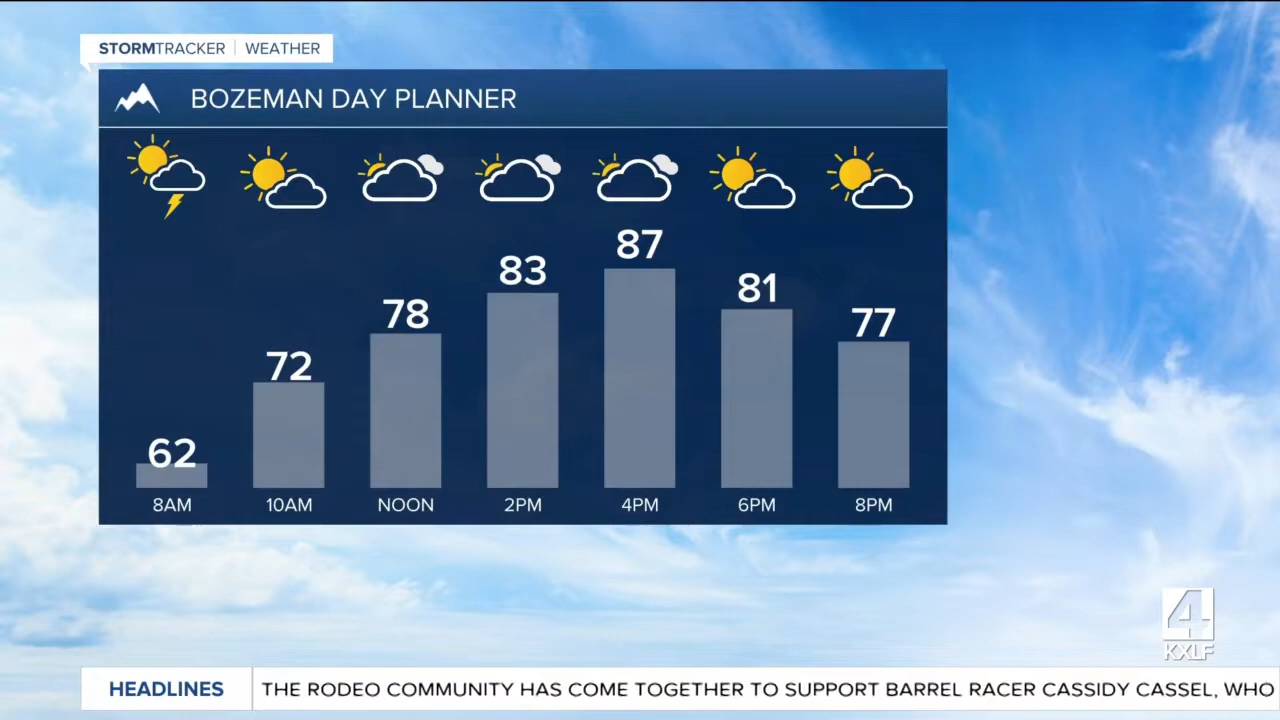 STORMTRACKER | WEATHER
BOZEMAN DAY PLANNER
62 72 78 83 87 81 77
8AM 10AM NOON 2PM 4PM 6PM 8PM
4
KXLF
HEADLINES THE RODEO COMMUNITY HAS COME TOGETHER TO SUPPORT BARREL RACER CASSIDY CASSEL, WHO